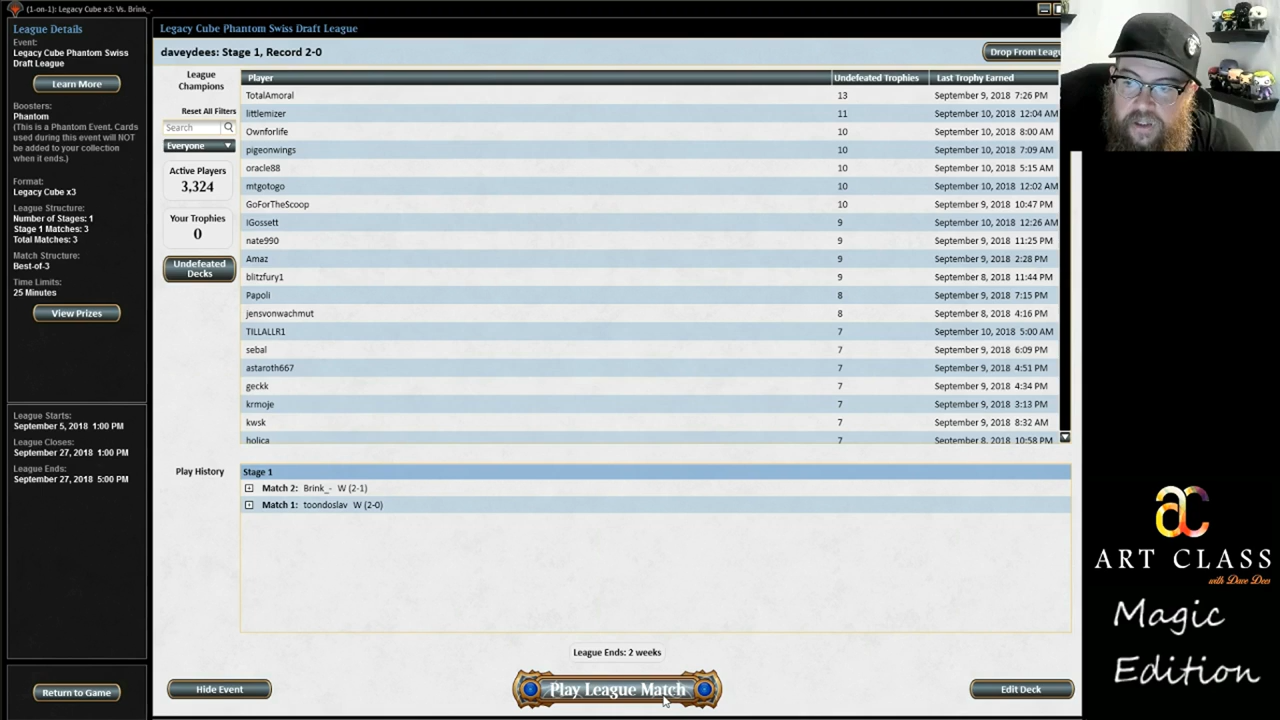 (1-on-1): Legacy Cube x3: Vs. Brink_-
League Details
Event:
Legacy Cube Phantom Swiss
Draft League
Learn More
Boosters:
Phantom
(This is a Phantom Event. Cards
used during this event will NOT
be added to your collection
when it ends.)
Format:
Legacy Cube x3
League Structure:
Number of Stages: 1
Stage 1 Matches: 3
Total Matches: 3
Match Structure:
Best-of-3
Time Limits:
25 Minutes
View Prizes
League Starts:
September 5, 2018 1:00 PM
League Closes:
September 27, 2018 1:00 PM
League Ends:
September 27, 2018 5:00 PM
Return to Game
Legacy Cube Phantom Swiss Draft League
daveydees: Stage 1, Record 2-0
Drop From Leagu
League
Champions
Reset All Filters
Search
Everyone
Active Players
3,324
Your Trophies
0
Undefeated
Decks
Player Undefeated Trophies Last Trophy Earned
TotalAmoral 13 September 9, 2018 7:26 PM
littlemizer 11 September 10, 2018 12:04 AM
Ownforlife 10 September 10, 2018 8:00 AM
pigeonwings 10 September 10, 2018 7:09 AM
oracle88 10 September 10, 2018 5:15 AM
mtgotogo 10 September 10, 2018 12:02 AM
GoForTheScoop 10 September 9, 2018 10:47 PM
IGossett 9 September 10, 2018 12:26 AM
nate990 9 September 9, 2018 11:25 PM
Amaz 9 September 9, 2018 2:28 PM
blitzfury1 9 September 8, 2018 11:44 PM
Papoli 8 September 9, 2018 7:15 PM
jensvonwachmut 8 September 8, 2018 4:16 PM
TILLALLR1 7 September 10, 2018 5:00 AM
sebal 7 September 9, 2018 6:09 PM
astaroth667 7 September 9, 2018 4:51 PM
geckk 7 September 9, 2018 4:34 PM
krmoje 7 September 9, 2018 3:13 PM
kwsk 7 September 9, 2018 8:32 AM
holica 7 September 8, 2018 10:58 PM
Play History
Stage 1
Match 2: Brink_- W (2-1)
Match 1: toondoslav W (2-0)
League Ends: 2 weeks
Hide Event
Play League Match
Edit Deck
ac
ART CLASS
with Dave Dees
Magic
Edition